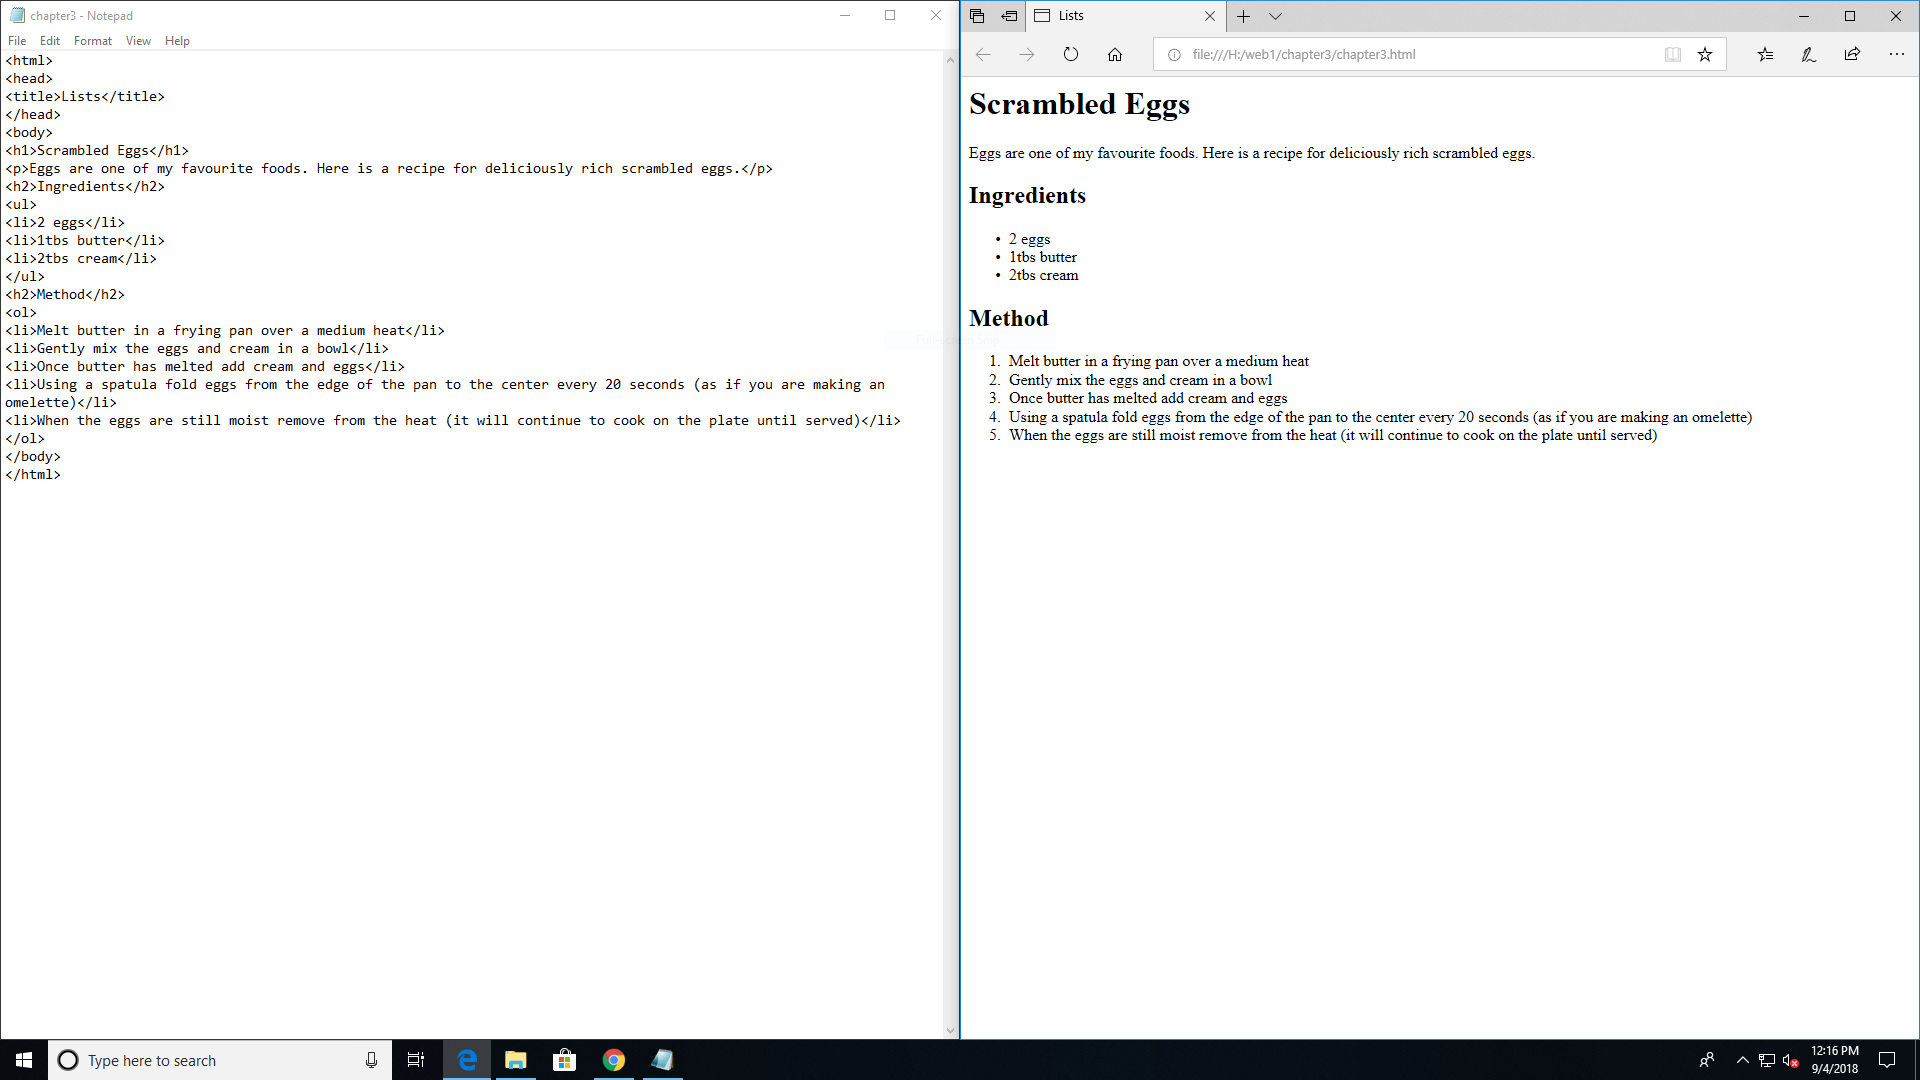 chapter3 - Notepad
File Edit Format View Help
<html>
<head>
<title>Lists</title>
</head>
<body>
<h1>Scrambled Eggs</h1>
<p>Eggs are one of my favourite foods. Here is a recipe for deliciously rich scrambled eggs.</p>
<h2>Ingredients</h2>
<ul>
<li>2 eggs</li>
<li>1tbs butter</li>
<li>2tbs cream</li>
</ul>
<h2>Method</h2>
<ol>
<li>Melt butter in a frying pan over a medium heat</li>
<li>Gently mix the eggs and cream in a bowl</li>
<li>Once butter has melted add cream and eggs</li>
<li>Using a spatula fold eggs from the edge of the pan to the center every 20 seconds (as if you are making an
omelette)</li>
<li>When the eggs are still moist remove from the heat (it will continue to cook on the plate until served)</li>
</ol>
</body>
</html>
Lists
file:///H:/web1/chapter3/chapter3.html
Scrambled Eggs
Eggs are one of my favourite foods. Here is a recipe for deliciously rich scrambled eggs.
Ingredients
• 2 eggs
• 1tbs butter
• 2tbs cream
Method
1. Melt butter in a frying pan over a medium heat
2. Gently mix the eggs and cream in a bowl
3. Once butter has melted add cream and eggs
4. Using a spatula fold eggs from the edge of the pan to the center every 20 seconds (as if you are making an omelette)
5. When the eggs are still moist remove from the heat (it will continue to cook on the plate until served)
Type here to search
12:16 PM
9/4/2018